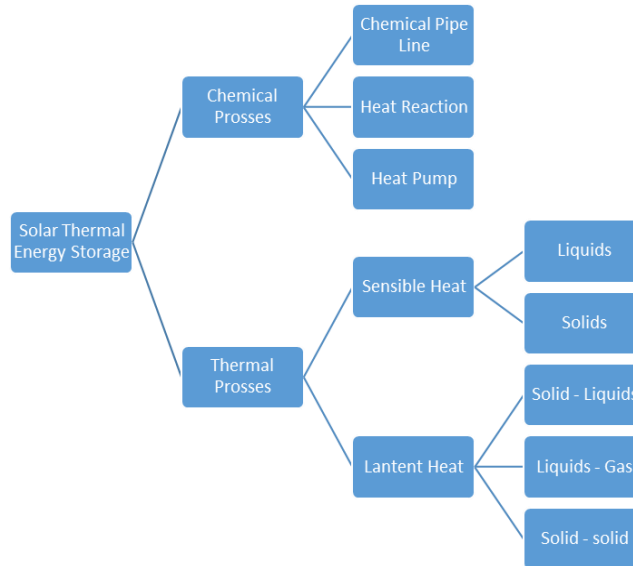 Chemical Pipe
Line
Chemical
Prosses
Heat Reaction
Heat Pump
Solar Thermal
Energy Storage
Liquids
Sensible Heat
Solids
Thermal
Prosses
Solid - Liquids
Lantent Heat
Liquids - Gas
Solid - solid